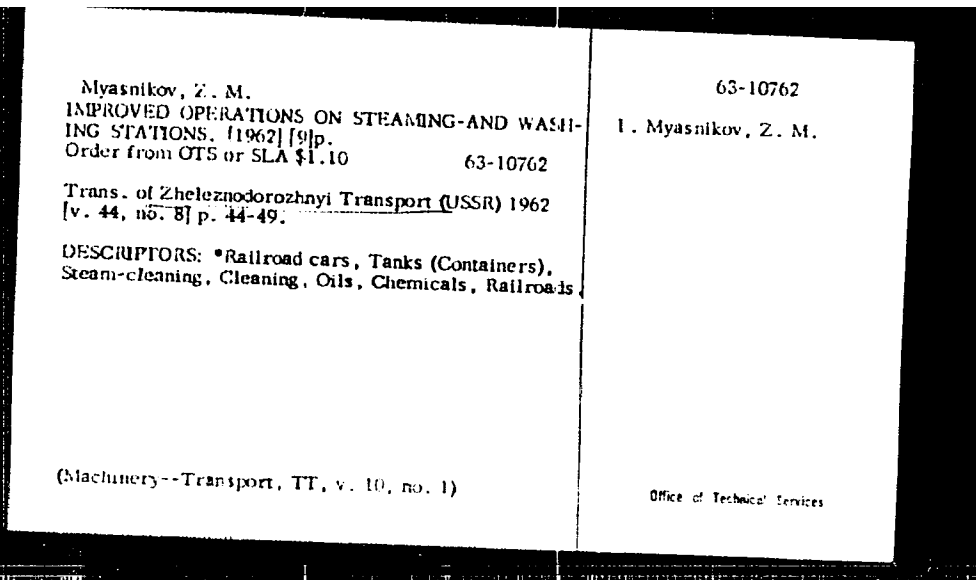 Myasnikov, Z. M.
IMPROVED OPERATIONS ON STEAMING-AND WASH-
ING STATIONS. [1962] [9]p.
Order from OTS or SLA $1.10 63-10762
Trans. of Zheleznodorozhnyi Transport (USSR) 1962
[v. 44, no. 8] p. 44-49.
DESCRIPTORS: *Railroad cars, Tanks (Containers),
Steam-cleaning, Cleaning, Oils, Chemicals, Railroads.
(Machinery--Transport, TT, v. 10, no. 1)
63-10762
I. Myasnikov, Z. M.
Office of Technical Services